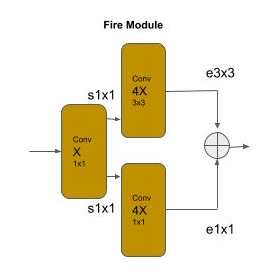 Fire Module
Conv
4X
3x3
e3x3
s1x1
Conv
X
1x1
s1x1
Conv
4X
1x1
e1x1